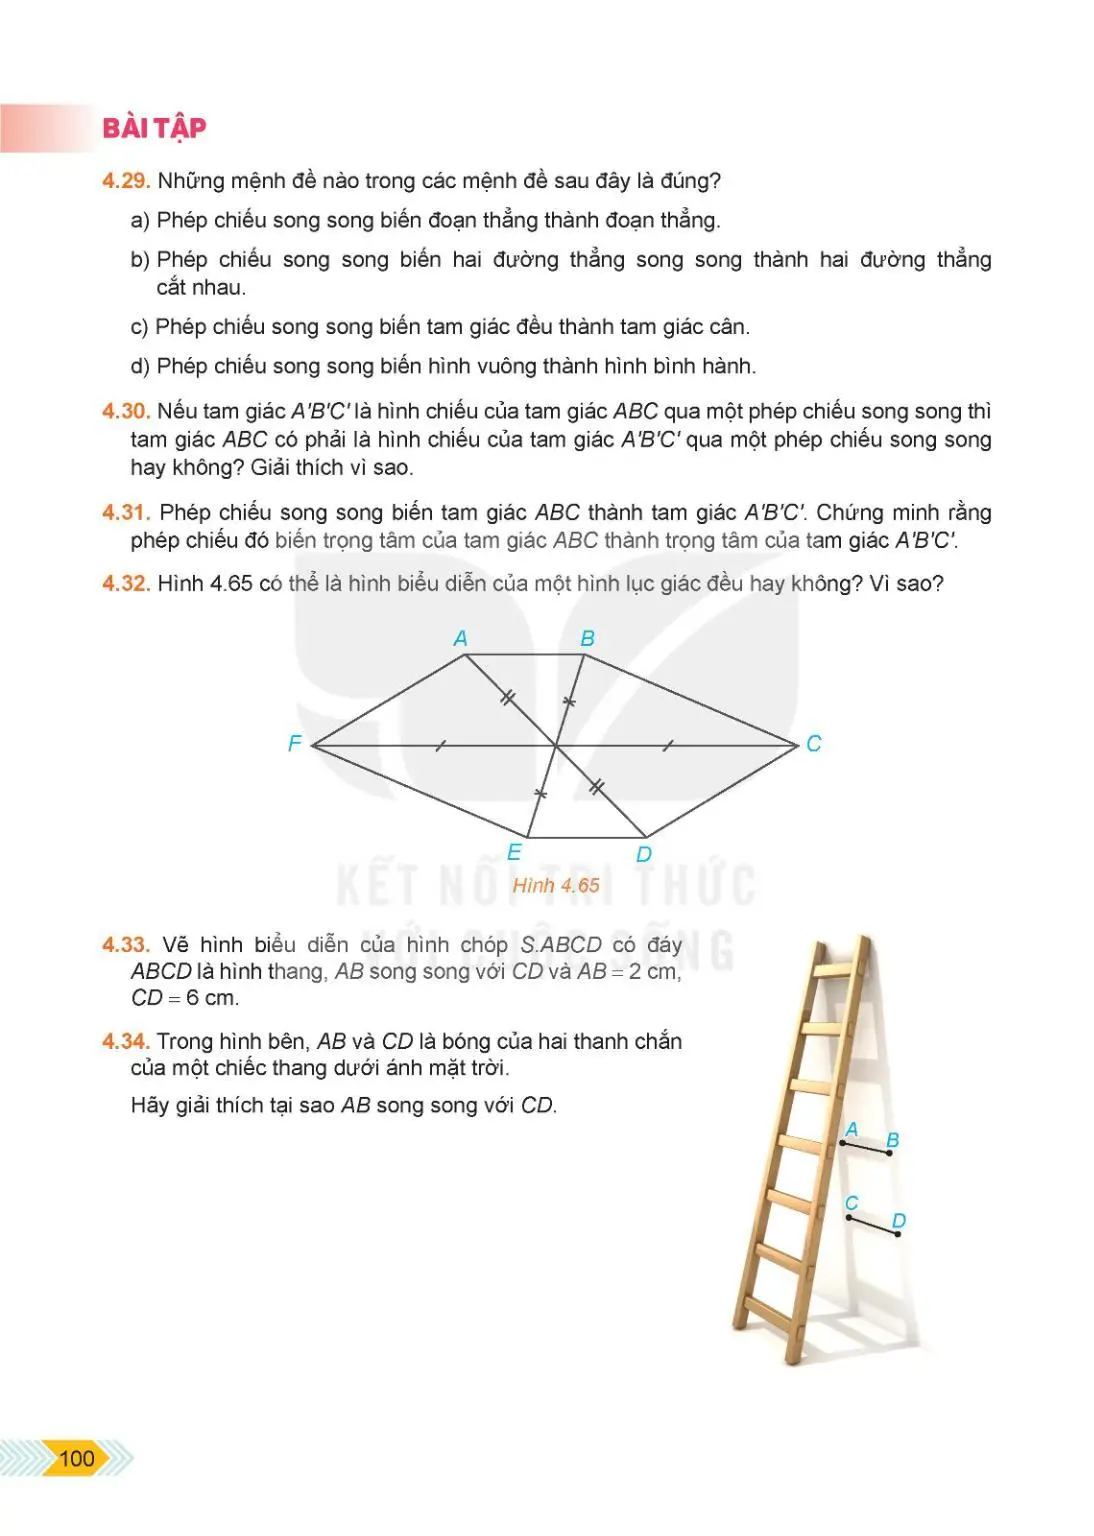 BÀI TẬP
4.29. Những mệnh đề nào trong các mệnh đề sau đây là đúng?
a) Phép chiếu song song biến đoạn thẳng thành đoạn thẳng.
b) Phép chiếu song song biến hai đường thẳng song song thành hai đường thẳng
cắt nhau.
c) Phép chiếu song song biến tam giác đều thành tam giác cân.
d) Phép chiếu song song biến hình vuông thành hình bình hành.
4.30. Nếu tam giác A'B'C' là hình chiếu của tam giác ABC qua một phép chiếu song song thì
tam giác ABC có phải là hình chiếu của tam giác A'B'C' qua một phép chiếu song song
hay không? Giải thích vì sao.
4.31. Phép chiếu song song biến tam giác ABC thành tam giác A'B'C'. Chứng minh rằng
phép chiếu đó biến trọng tâm của tam giác ABC thành trọng tâm của tam giác A'B'C'.
4.32. Hình 4.65 có thể là hình biểu diễn của một hình lục giác đều hay không? Vì sao?
A B
F C
E D
KẾT NỐI TRI THỨC
Hình 4.65
VỚI CUỘC SỐNG
4.33. Vẽ hình biểu diễn của hình chóp S.ABCD có đáy
ABCD là hình thang, AB song song với CD và AB = 2 cm,
CD = 6 cm.
4.34. Trong hình bên, AB và CD là bóng của hai thanh chắn
của một chiếc thang dưới ánh mặt trời.
Hãy giải thích tại sao AB song song với CD.
A B
C D
100